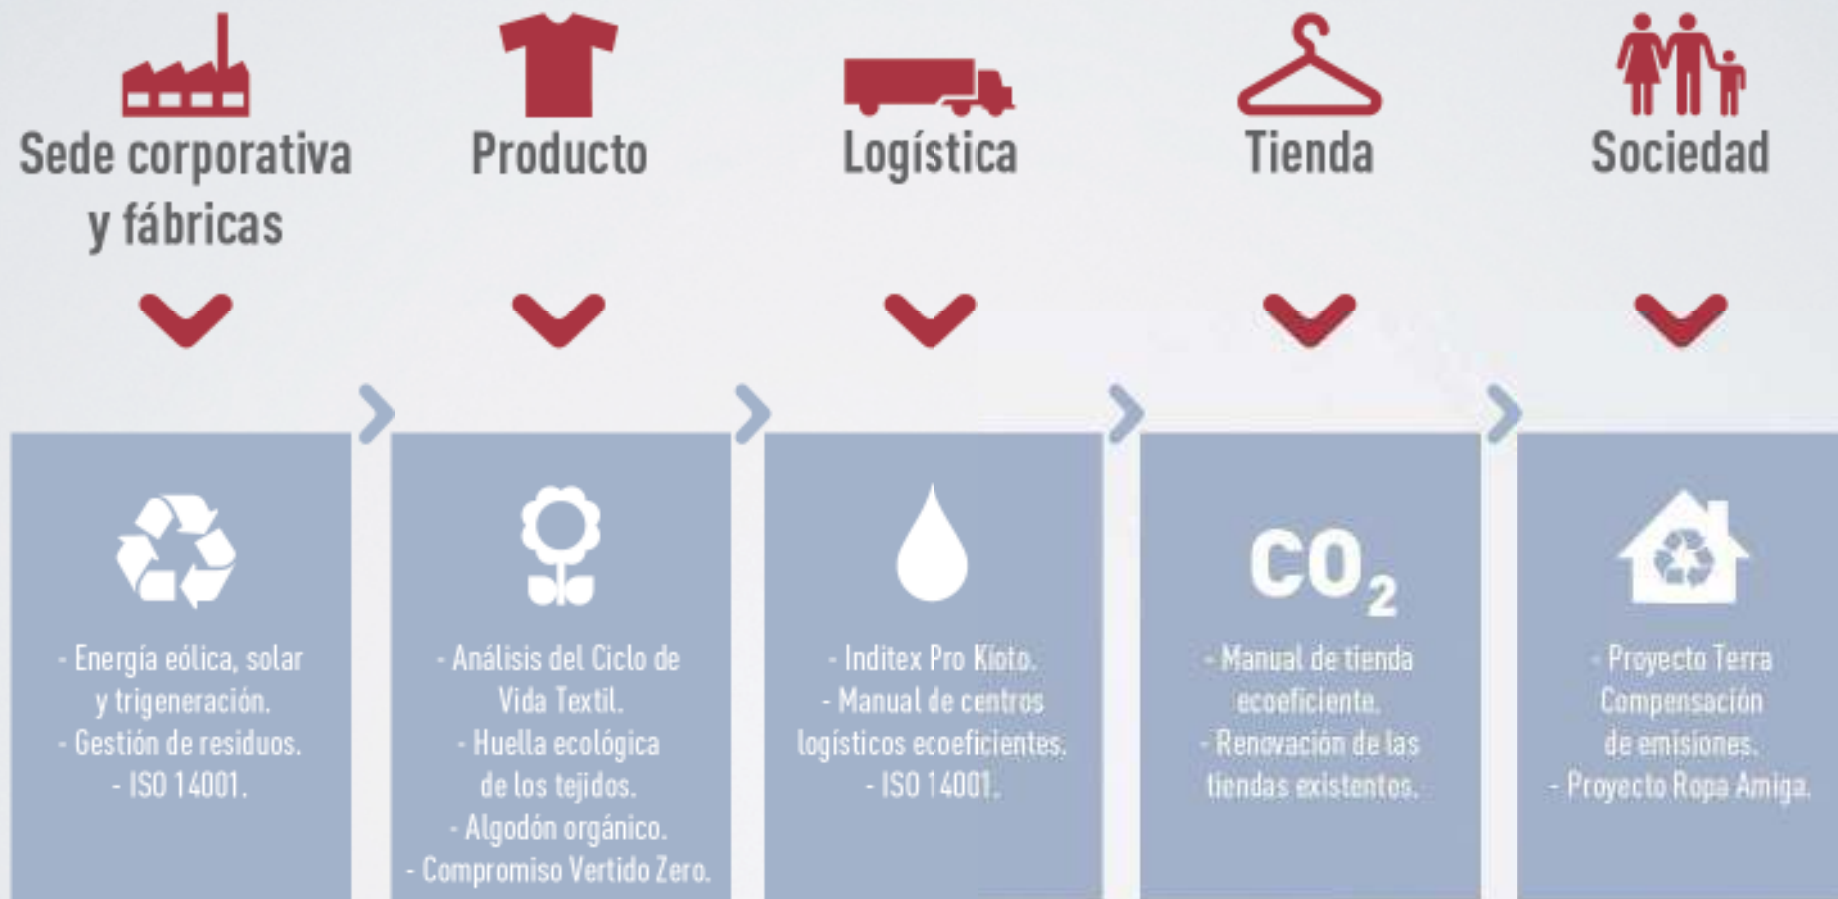 Sede corporativa
y fábricas
Producto
Logística
Tienda
Sociedad
- Energía eólica, solar
y trigeneración.
- Gestión de residuos.
- ISO 14001.
- Análisis del Ciclo de
Vida Textil.
- Huella ecológica
de los tejidos.
- Algodón orgánico.
- Compromiso Vertido Zero.
- Inditex Pro Kioto.
- Manual de centros
logísticos ecoeficientes.
- ISO 14001.
CO₂
- Manual de tienda
ecoeficiente.
- Renovación de las
tiendas existentes.
- Proyecto Terra
Compensación
de emisiones.
- Proyecto Ropa Amiga.